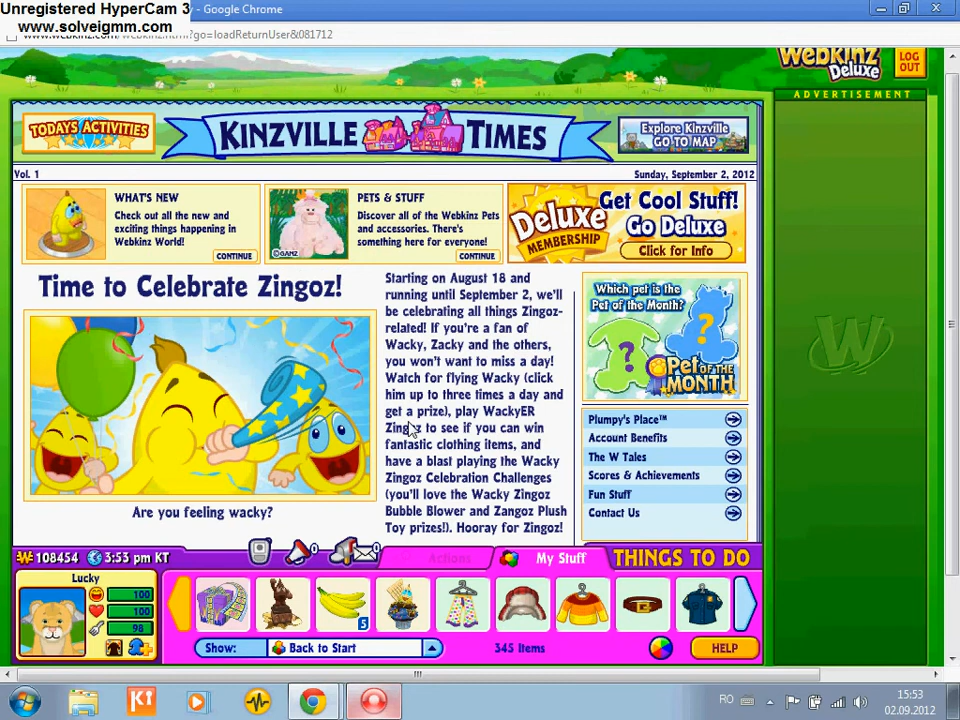 Unregistered HyperCam 3
www.solveigmm.com
- Google Chrome
go=loadReturnUser&081712
WEBKINZ
Deluxe
LOG
OUT
ADVERTISEMENT
TODAYS ACTIVITIES
KINZVILLE TIMES
Explore Kinzville
GO TO MAP
Vol. 1
Sunday, September 2, 2012
WHAT'S NEW
Check out all the new and
exciting things happening in
Webkinz World!
CONTINUE
PETS & STUFF
Discover all of the Webkinz Pets
and accessories. There's
something here for everyone!
CONTINUE
©GANZ
Deluxe
MEMBERSHIP
Get Cool Stuff!
Go Deluxe
Click for Info
Time to Celebrate Zingoz!
Are you feeling wacky?
Starting on August 18 and
running until September 2, we'll
be celebrating all things Zingoz-
related! If you're a fan of
Wacky, Zacky and the others,
you won't want to miss a day!
Watch for flying Wacky (click
him up to three times a day and
get a prize), play WackyER
Zingoz to see if you can win
fantastic clothing items, and
have a blast playing the Wacky
Zingoz Celebration Challenges
(you'll love the Wacky Zingoz
Bubble Blower and Zangoz Plush
Toy prizes!). Hooray for Zingoz!
Which pet is the
Pet of the Month?
? ?
Pet OF THE
MONTH
W
Plumpy's Place™
Account Benefits
The W Tales
Scores & Achievements
Fun Stuff
Contact Us
W 108454 3:53 pm KT
0
0
Actions
My Stuff
THINGS TO DO
Lucky
100
100
98
5
Show: Back to Start
345 Items
HELP
Ki
RO
15:53
02.09.2012